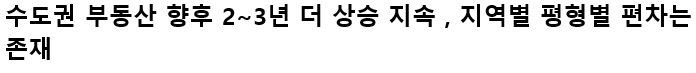 수도권 부동산 향후 2~3년 더 상승 지속 , 지역별 평형별 편차는
존재